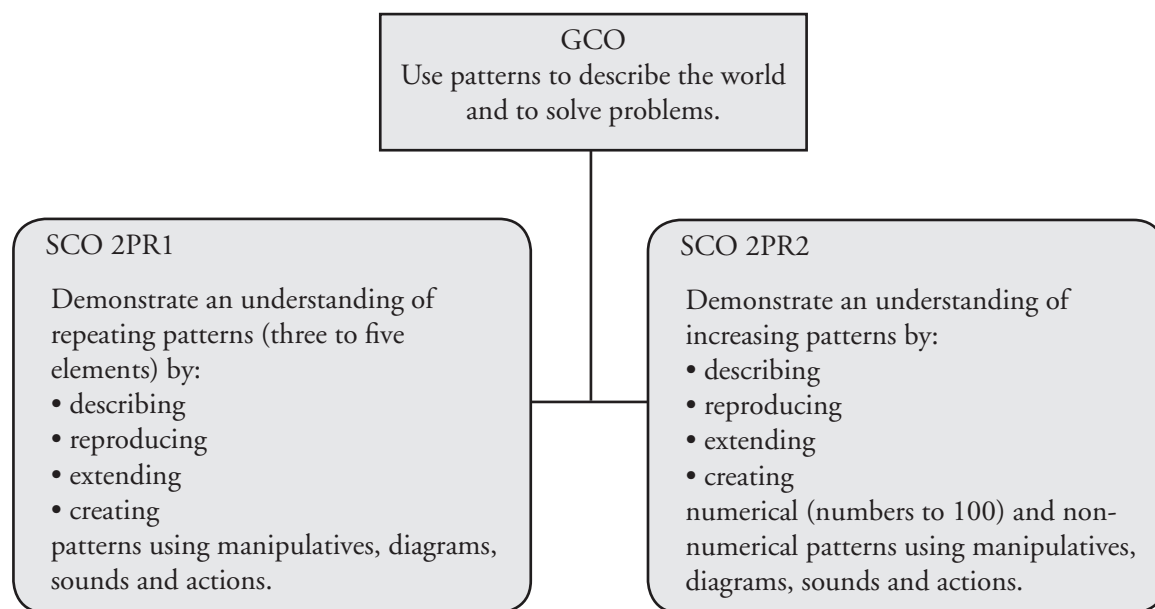 GCO
Use patterns to describe the world
and to solve problems.
SCO 2PR1
Demonstrate an understanding of
repeating patterns (three to five
elements) by:
• describing
• reproducing
• extending
• creating
patterns using manipulatives, diagrams,
sounds and actions.
SCO 2PR2
Demonstrate an understanding of
increasing patterns by:
• describing
• reproducing
• extending
• creating
numerical (numbers to 100) and non-
numerical patterns using manipulatives,
diagrams, sounds and actions.